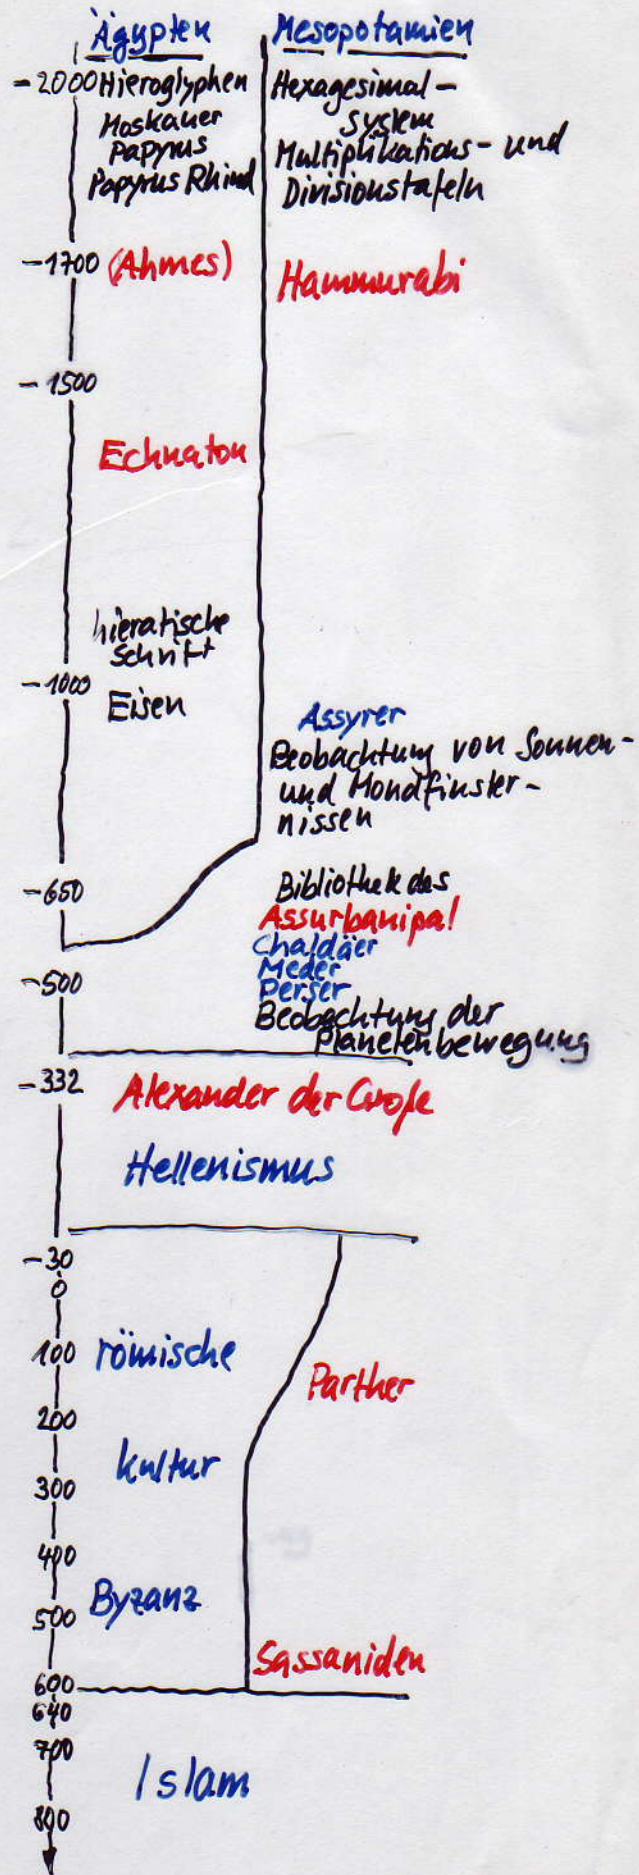 Ägypten Mesopotamien
-2000 Hieroglyphen Hexagesimal-
Moskauer system
Papyrus Multiplikations- und
Papyrus Rhind Divisionstafeln
-1700 (Ahmes) Hammurabi
-1500
Echnaton
hieratische
Schrift
-1000
Eisen
Assyrer
Beobachtung von Sonnen-
und Mondfinster-
nissen
-650 Bibliothek des
Assurbanipal
Chaldäer
Meder
-500 Perser
Beobachtung der
Planetenbewegung
-332 Alexander der Große
Hellenismus
-30
0
100 römische
Parther
200
kultur
300
400
Byzanz
500
Sassaniden
600
640
700
Islam
800